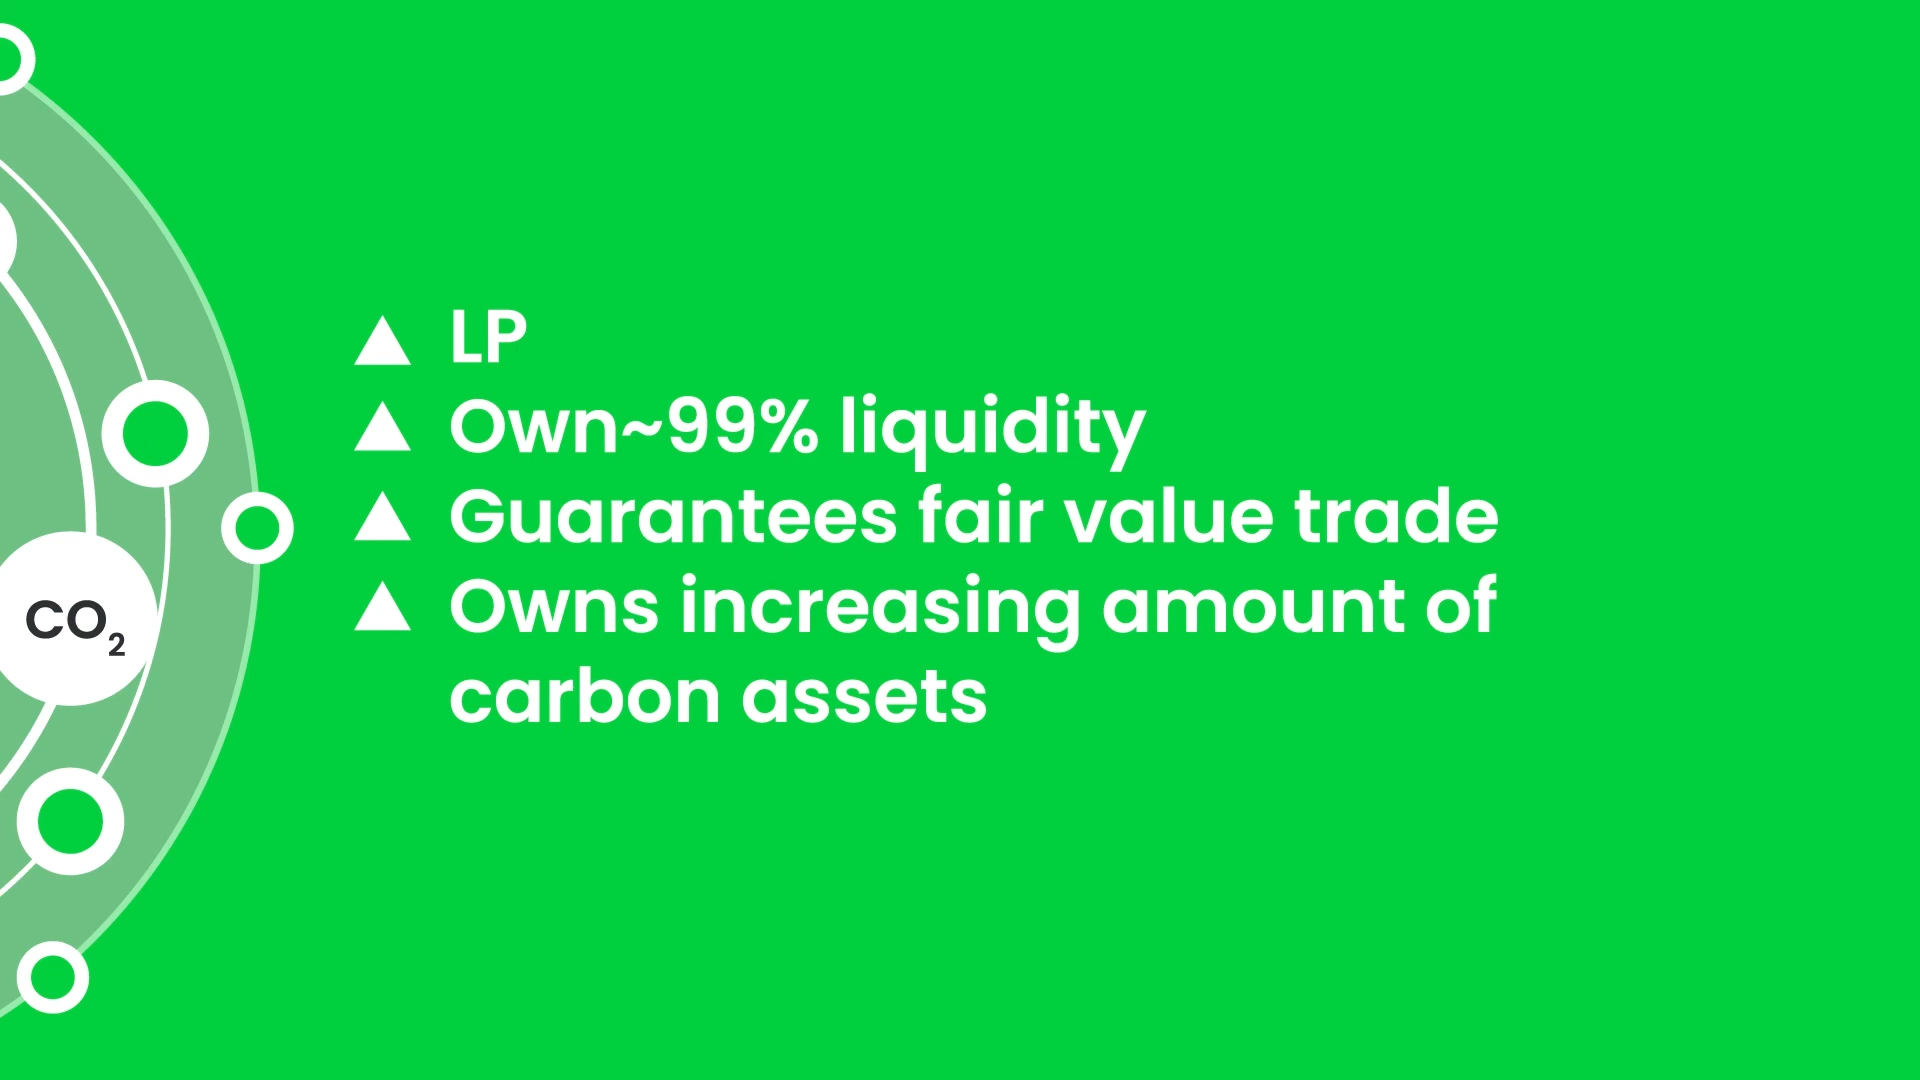 LP
Own~99% liquidity
Guarantees fair value trade
Owns increasing amount of
carbon assets
CO₂